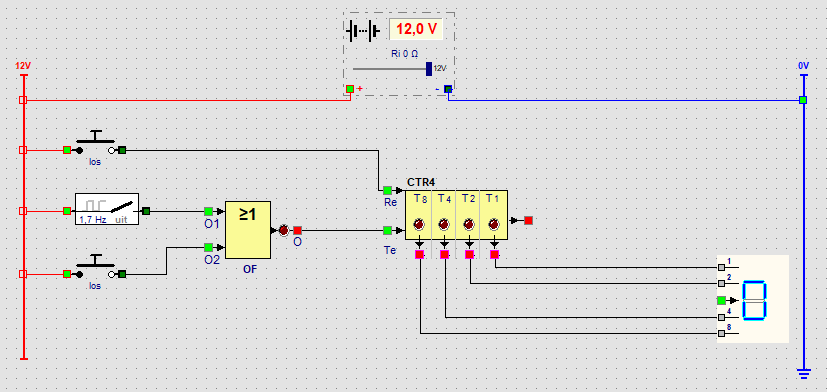 12,0 V
Ri 0 Ω
12V
+ -
12V
0V
los
CTR4
T8 T4 T2 T1
Re
1,7 Hz uit
O1
≥1
O
Te
O2
OF
los
1
2
4
8
0